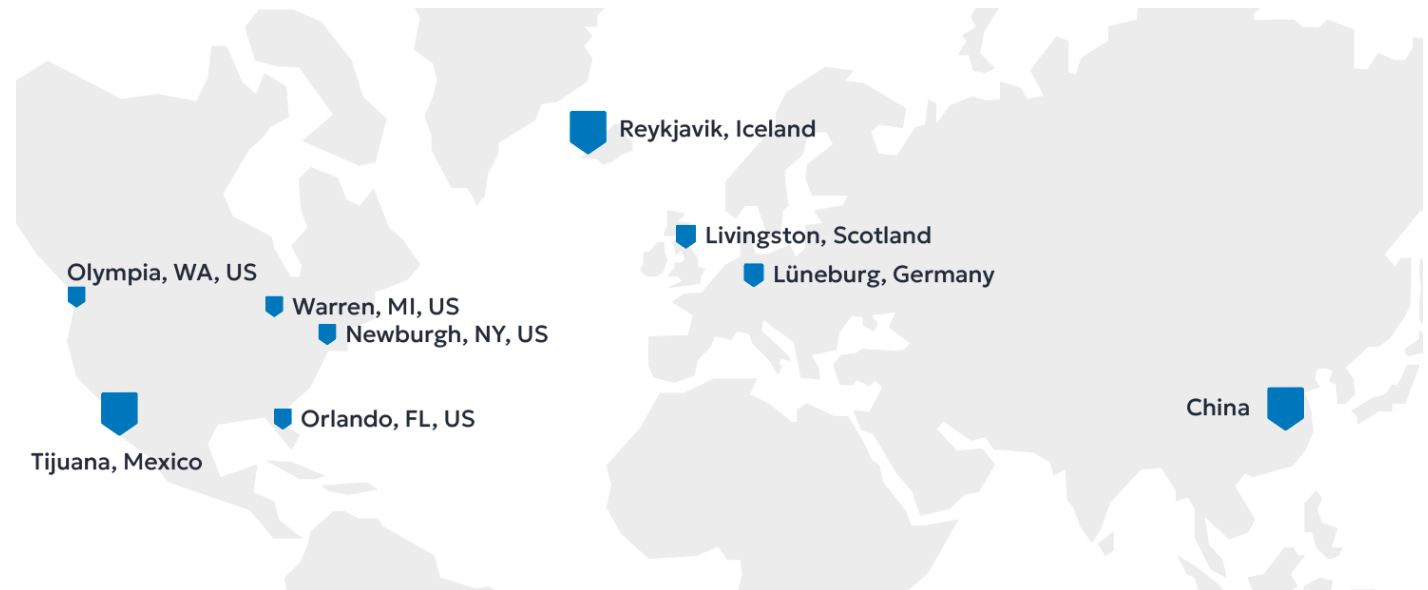 Reykjavik, Iceland
Livingston, Scotland
Olympia, WA, US
Lüneburg, Germany
Warren, MI, US
Newburgh, NY, US
China
Orlando, FL, US
Tijuana, Mexico